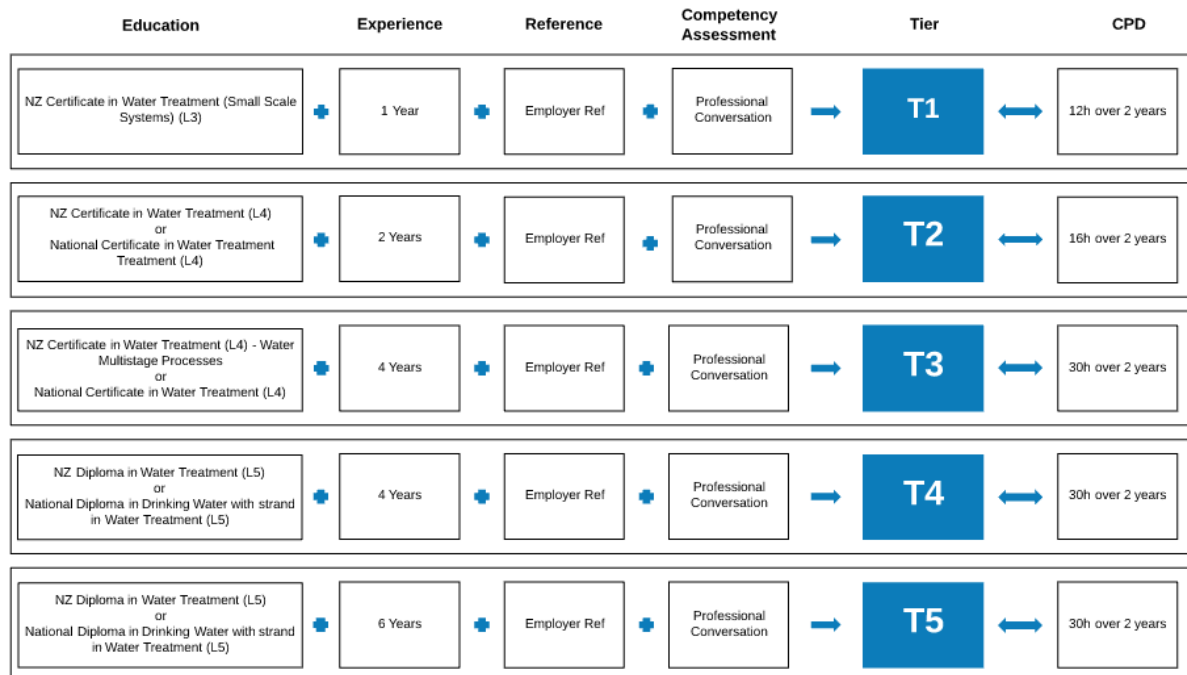 Education
Experience
Reference
Competency
Assessment
Tier
CPD
NZ Certificate in Water Treatment (Small Scale
Systems) (L3)
1 Year
Employer Ref
Professional
Conversation
T1
12h over 2 years
NZ Certificate in Water Treatment (L4)
or
National Certificate in Water Treatment
Treatment (L4)
2 Years
Employer Ref
Professional
Conversation
T2
16h over 2 years
NZ Certificate in Water Treatment (L4) - Water
Multistage Processes
or
National Certificate in Water Treatment (L4)
4 Years
Employer Ref
Professional
Conversation
T3
30h over 2 years
NZ Diploma in Water Treatment (L5)
or
National Diploma in Drinking Water with strand
in Water Treatment (L5)
4 Years
Employer Ref
Professional
Conversation
T4
30h over 2 years
NZ Diploma in Water Treatment (L5)
or
National Diploma in Drinking Water with strand
in Water Treatment (L5)
6 Years
Employer Ref
Professional
Conversation
T5
30h over 2 years